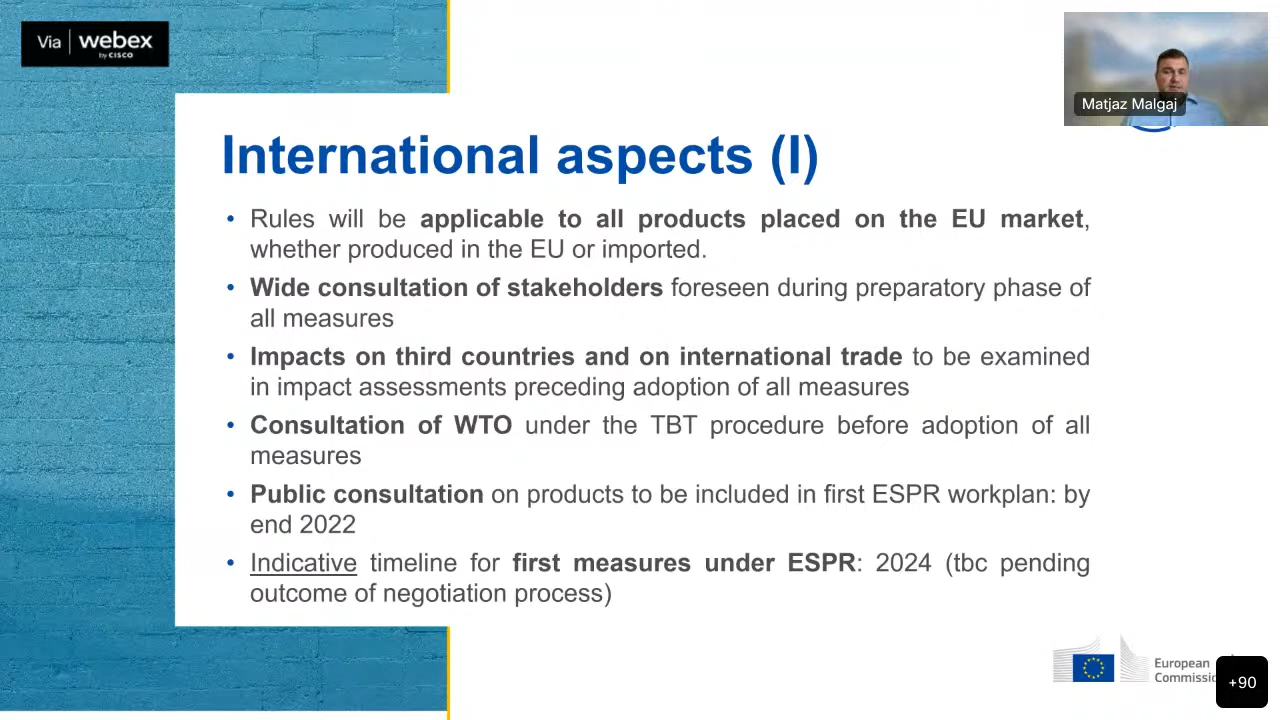 Via webex
by CISCO
Matjaz Malgaj
International aspects (I)
• Rules will be applicable to all products placed on the EU market,
whether produced in the EU or imported.
• Wide consultation of stakeholders foreseen during preparatory phase of
all measures
• Impacts on third countries and on international trade to be examined
in impact assessments preceding adoption of all measures
• Consultation of WTO under the TBT procedure before adoption of all
measures
• Public consultation on products to be included in first ESPR workplan: by
end 2022
• Indicative timeline for first measures under ESPR: 2024 (tbc pending
outcome of negotiation process)
European
+90